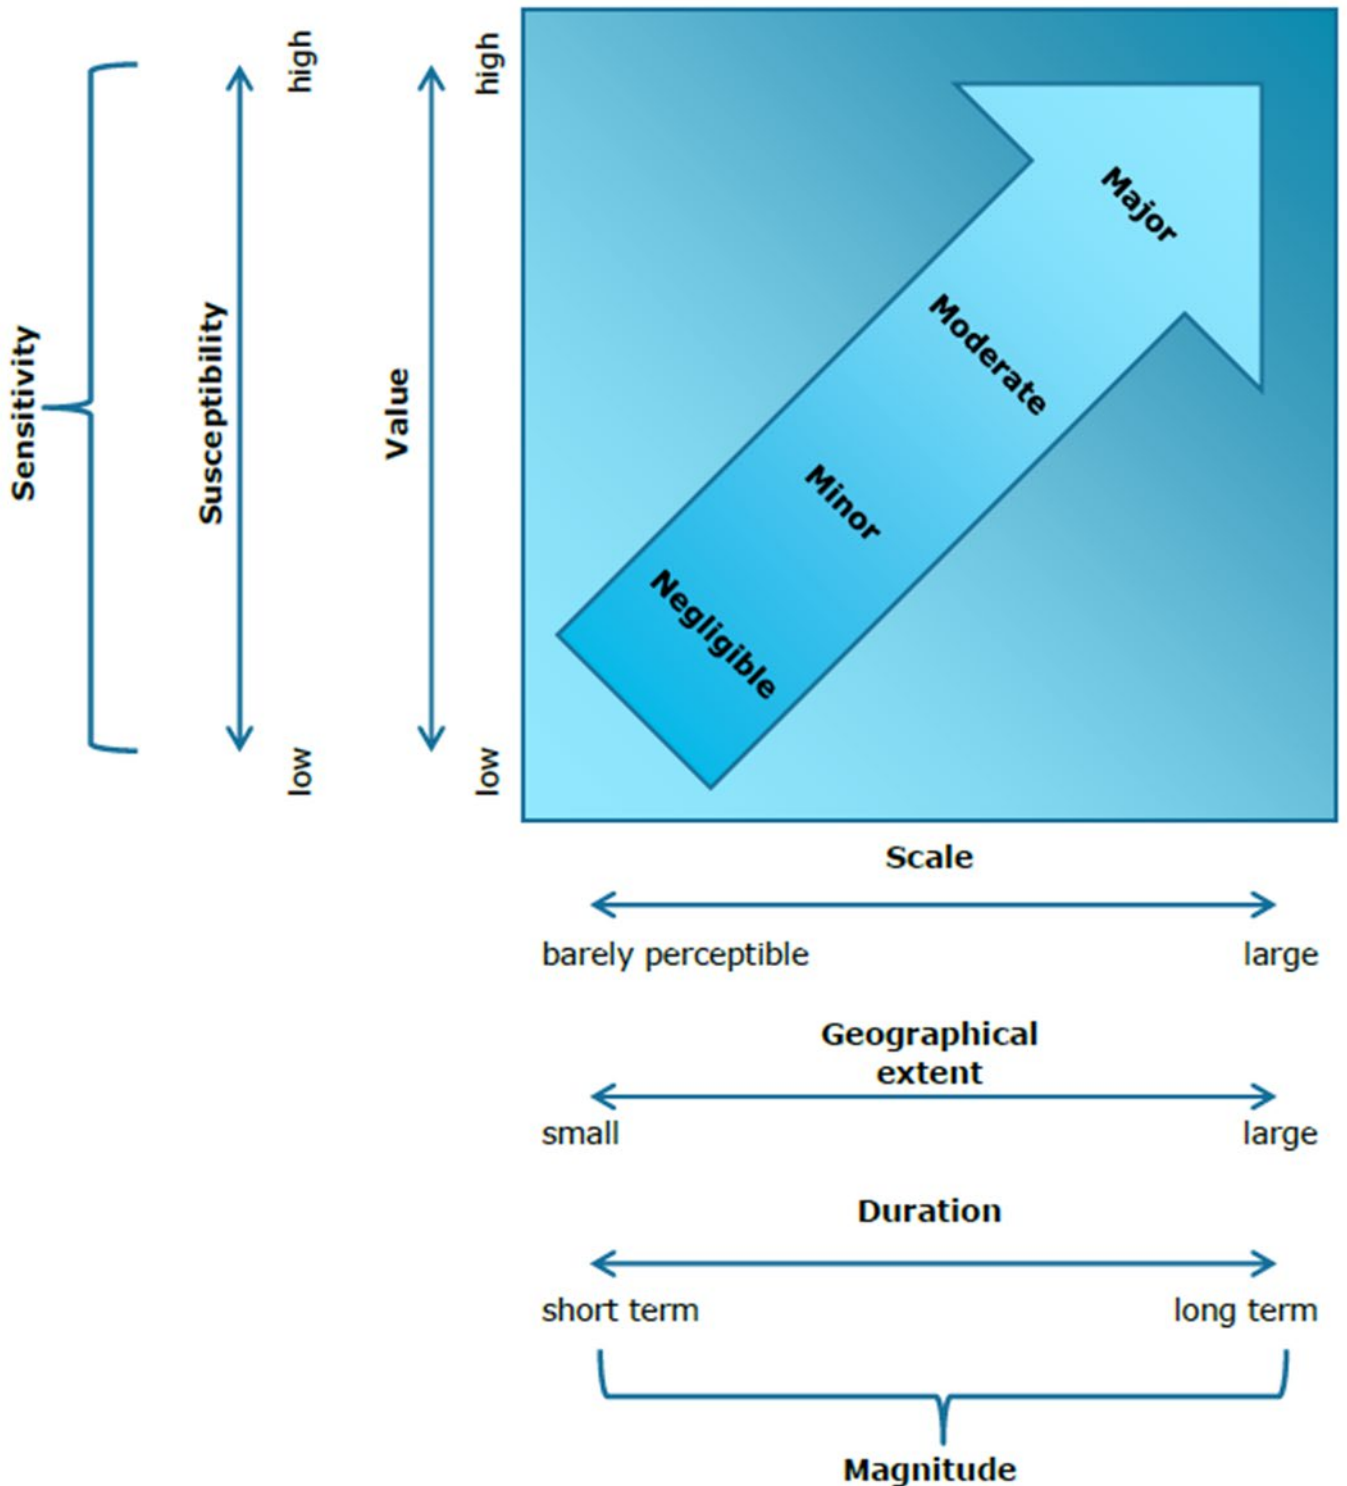 Sensitivity
Susceptibility
high
low
Value
high
low
Major
Moderate
Minor
Negligible
Scale
barely perceptible
large
Geographical
extent
small
large
Duration
short term
long term
Magnitude